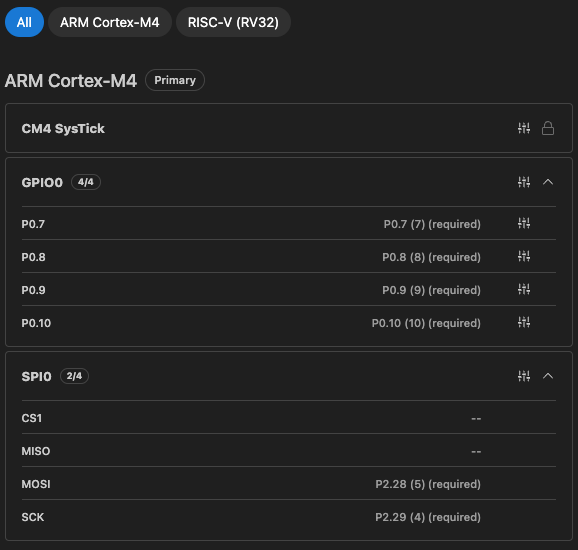 All ARM Cortex-M4 RISC-V (RV32)
ARM Cortex-M4 Primary
CM4 SysTick
GPIO0 4/4
P0.7 P0.7 (7) (required)
P0.8 P0.8 (8) (required)
P0.9 P0.9 (9) (required)
P0.10 P0.10 (10) (required)
SPI0 2/4
CS1 --
MISO --
MOSI P2.28 (5) (required)
SCK P2.29 (4) (required)